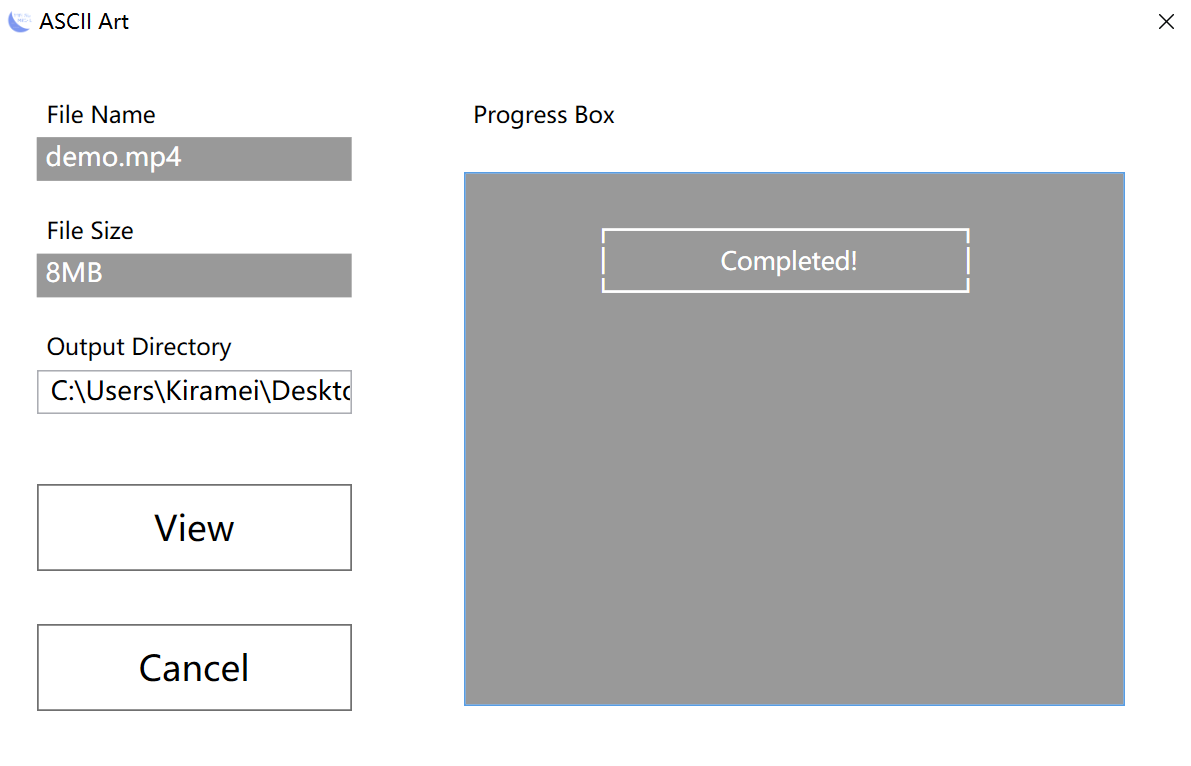 ASCII Art
File Name
demo.mp4
File Size
8MB
Output Directory
C:\Users\Kiramei\Deskto
View
Cancel
Progress Box
Completed!